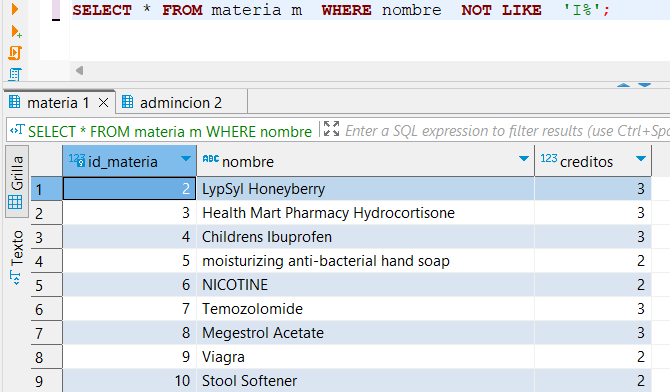 SELECT * FROM materia m WHERE nombre NOT LIKE 'I%';
materia 1 admincion 2
SELECT * FROM materia m WHERE nombre Enter a SQL expression to filter results (use Ctrl+Spa
Grilla
Texto
123 id_materia ABC nombre 123 creditos
1 2 LypSyl Honeyberry 3
2 3 Health Mart Pharmacy Hydrocortisone 3
3 4 Childrens Ibuprofen 3
4 5 moisturizing anti-bacterial hand soap 2
5 6 NICOTINE 2
6 7 Temozolomide 3
7 8 Megestrol Acetate 3
8 9 Viagra 2
9 10 Stool Softener 2